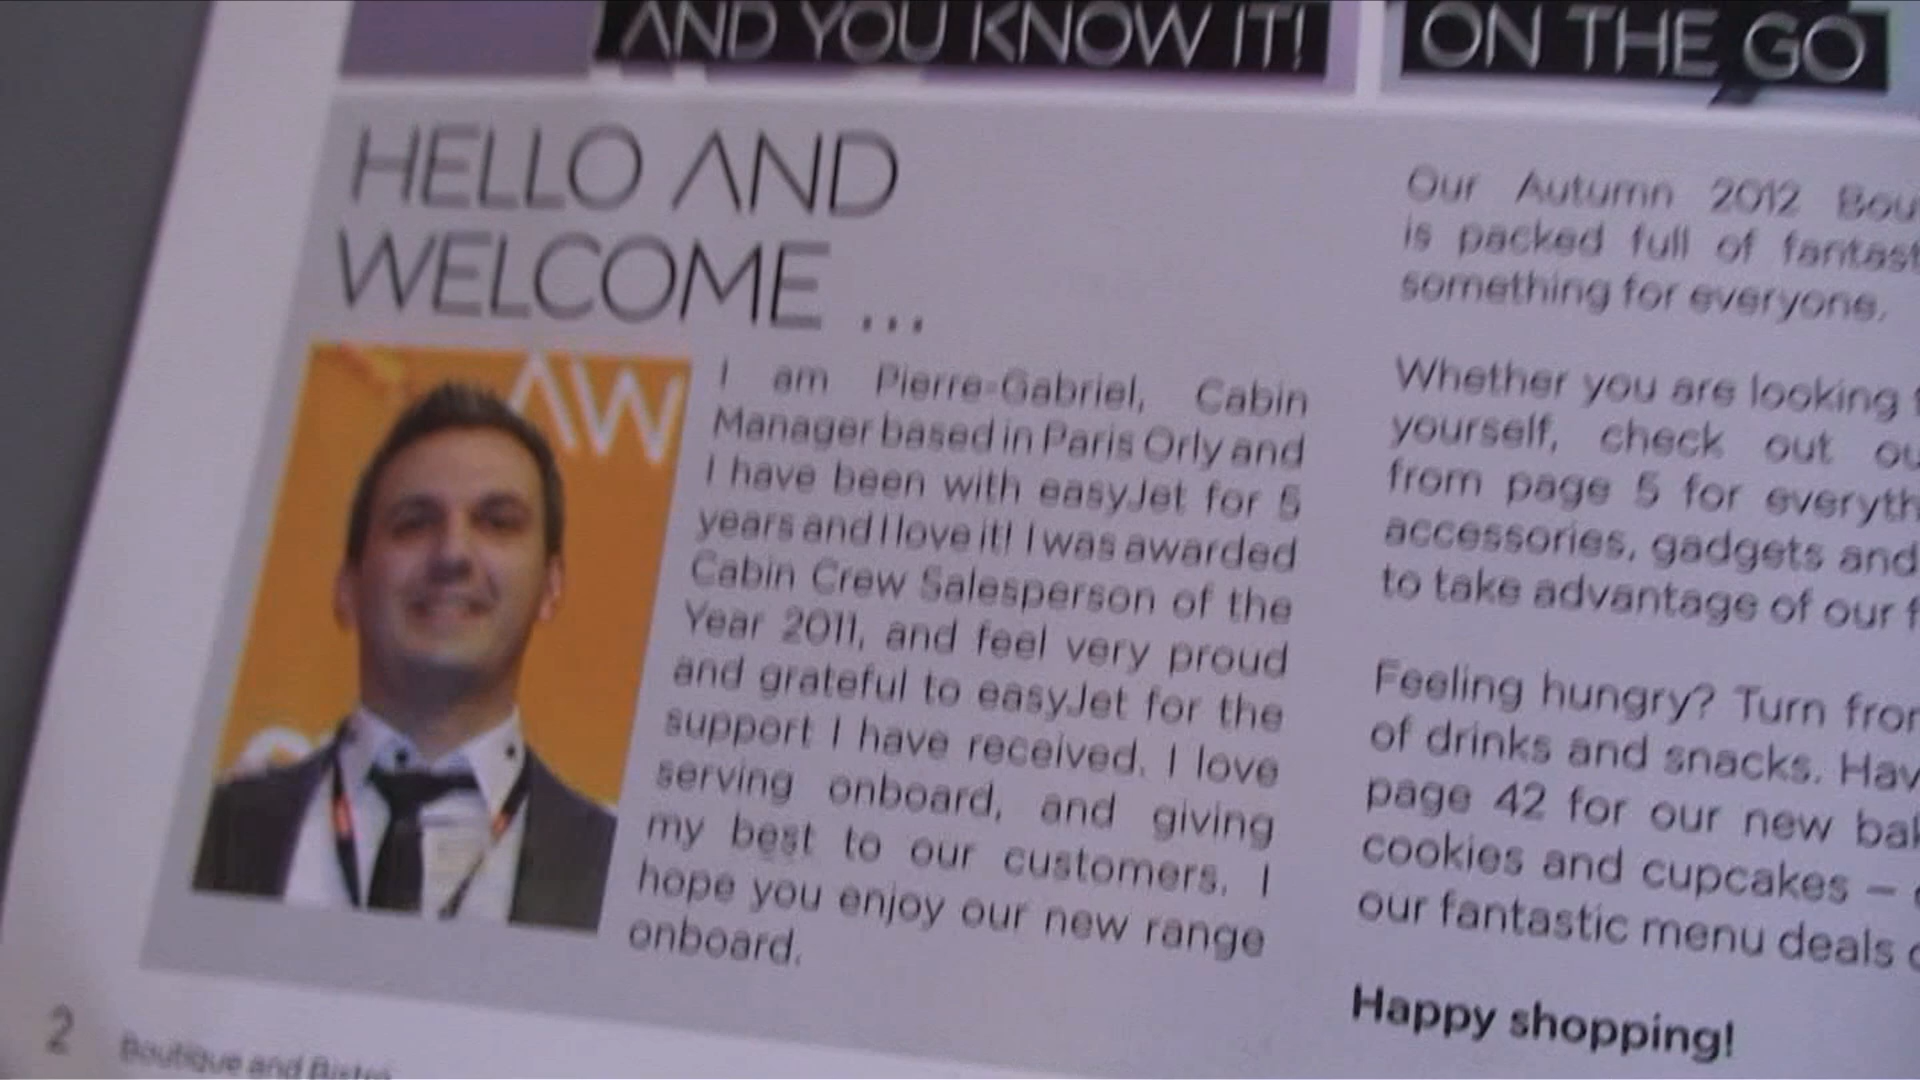 AND YOU KNOW IT!
ON THE GO
HELLO AND
WELCOME ...
AW
I am Pierre-Gabriel, Cabin
Manager based in Paris Orly and
I have been with easyJet for 5
years and I love it! I was awarded
Cabin Crew Salesperson of the
Year 2011, and feel very proud
and grateful to easyJet for the
support I have received. I love
serving onboard, and giving
my best to our customers. I
hope you enjoy our new range
onboard.
Our Autumn 2012
is packed full of
something for everyone.
Whether you are looking
yourself, check out
from page 5 for
accessories, gadgets and
to take advantage of our
Feeling hungry? Turn
of drinks and snacks.
page 42 for our new
cookies and cupcakes –
our fantastic menu deals
Happy shopping!
2
Boutique and Bistro